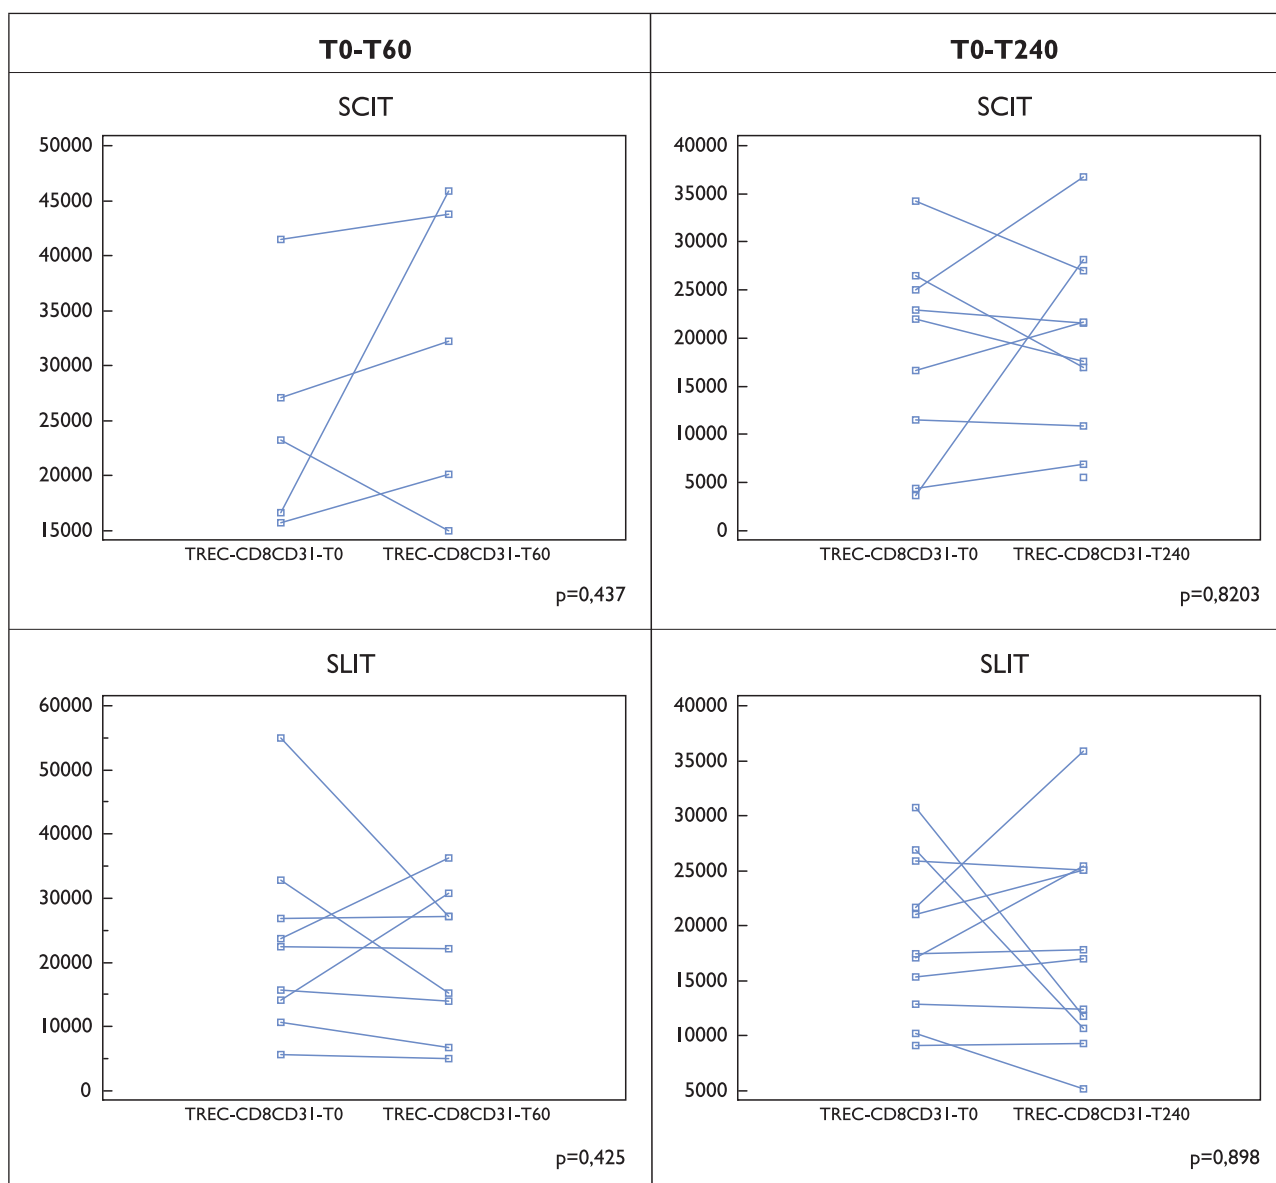 T0-T60
T0-T240
SCIT
50000
45000
40000
35000
30000
25000
20000
15000
TREC-CD8CD31-T0 TREC-CD8CD31-T60
p=0,437
SCIT
40000
35000
30000
25000
20000
15000
10000
5000
0
TREC-CD8CD31-T0 TREC-CD8CD31-T240
p=0,8203
SLIT
60000
50000
40000
30000
20000
10000
0
TREC-CD8CD31-T0 TREC-CD8CD31-T60
p=0,425
SLIT
40000
35000
30000
25000
20000
15000
10000
5000
TREC-CD8CD31-T0 TREC-CD8CD31-T240
p=0,898